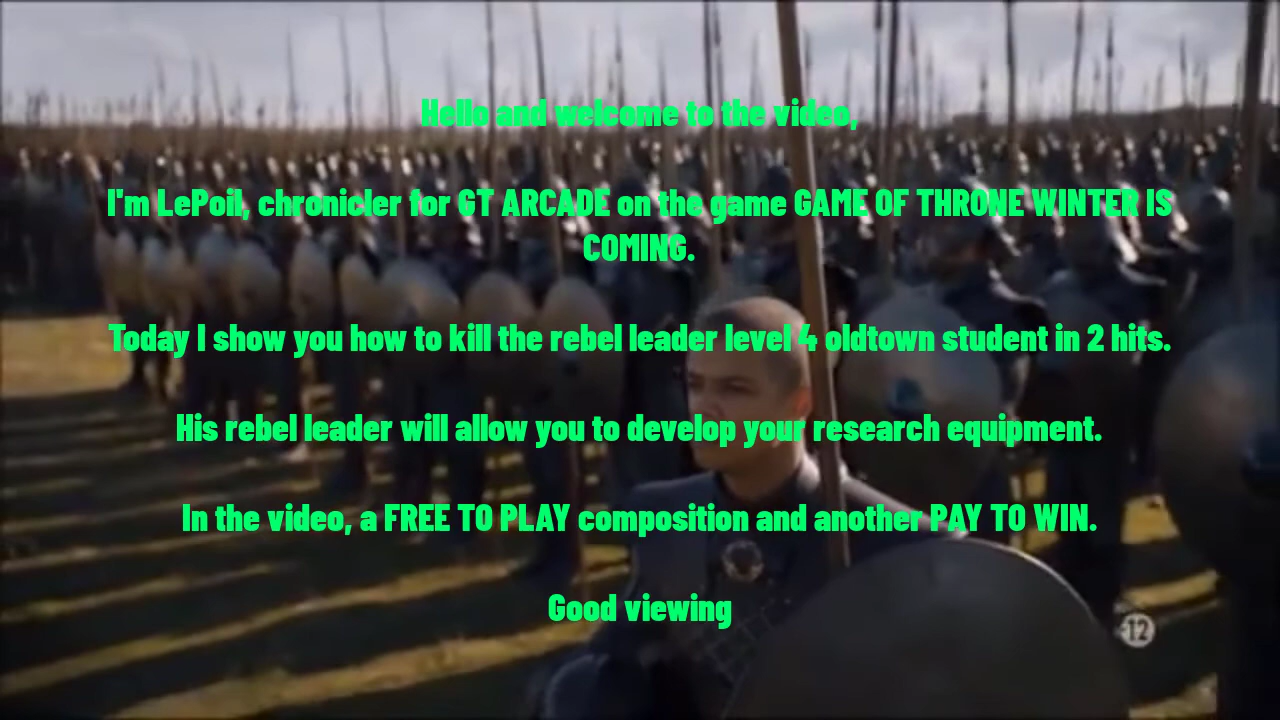 Hello and welcome to the video,
I'm LePoil, chronicler for GT ARCADE on the game GAME OF THRONE WINTER IS
COMING.
Today I show you how to kill the rebel leader level 4 oldtown student in 2 hits.
His rebel leader will allow you to develop your research equipment.
In the video, a FREE TO PLAY composition and another PAY TO WIN.
Good viewing
-12